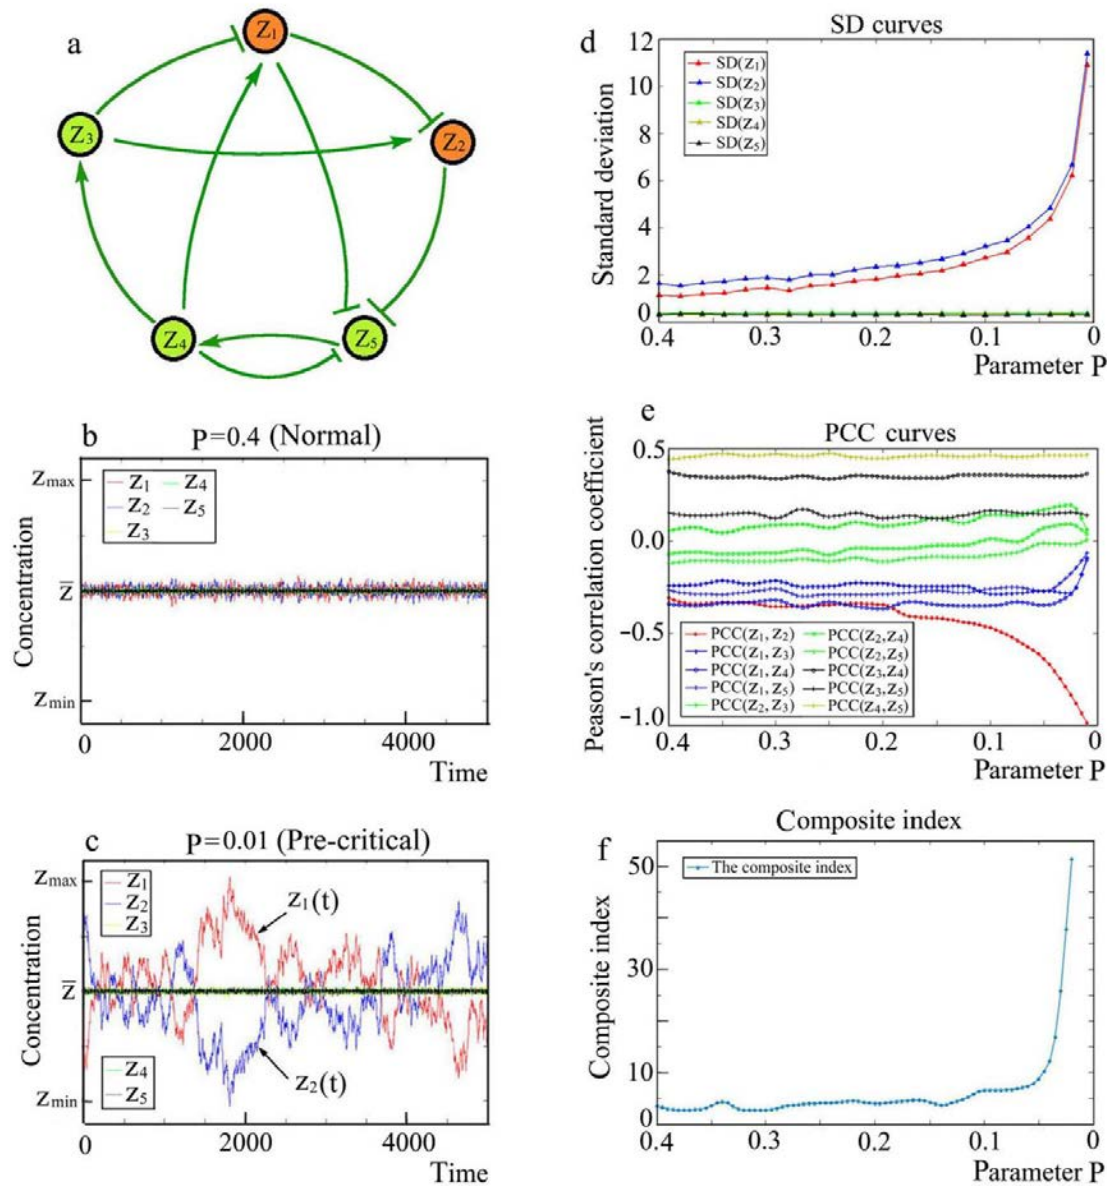 a
Z1
Z2
Z3
Z4
Z5
b
P=0.4 (Normal)
Zmax
Z̅
Zmin
Concentration
Z1
Z2
Z3
Z4
Z5
0
2000
4000
Time
c
P=0.01 (Pre-critical)
Zmax
Z̅
Zmin
Concentration
Z1
Z2
Z3
Z4
Z5
z1(t)
z2(t)
0
2000
4000
Time
d
SD curves
Standard deviation
12
10
8
6
4
2
0
SD(Z1)
SD(Z2)
SD(Z3)
SD(Z4)
SD(Z5)
0.4
0.3
0.2
0.1
0
Parameter P
e
PCC curves
Peason's correlation coefficient
0.5
0.0
-0.5
-1.0
PCC(Z1, Z2)
PCC(Z1, Z3)
PCC(Z1, Z4)
PCC(Z1, Z5)
PCC(Z2, Z3)
PCC(Z2,Z4)
PCC(Z2,Z5)
PCC(Z3,Z4)
PCC(Z3,Z5)
PCC(Z4,Z5)
0.4
0.3
0.2
0.1
0
Parameter P
f
Composite index
Composite index
50
30
10
0
The composite index
0.4
0.3
0.2
0.1
0
Parameter P